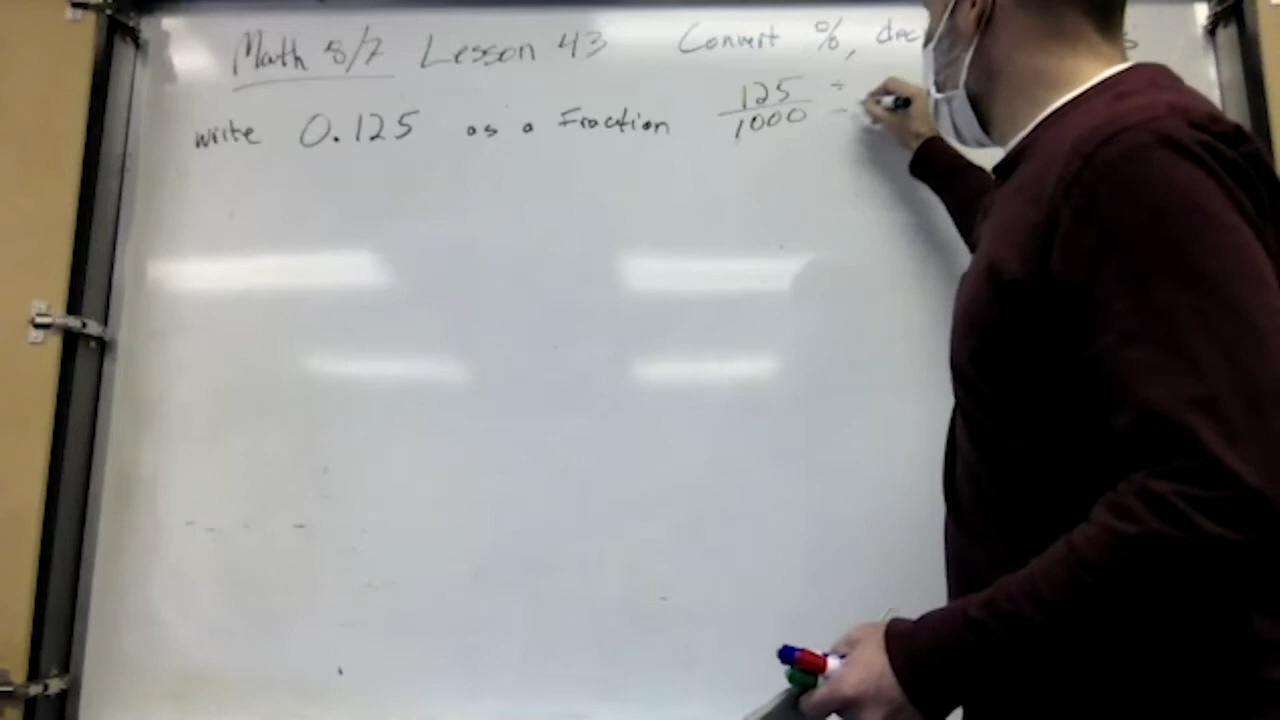 Math 8/7 Lesson 43 Convert %, dec
write 0.125 as a Fraction 125/1000 ÷